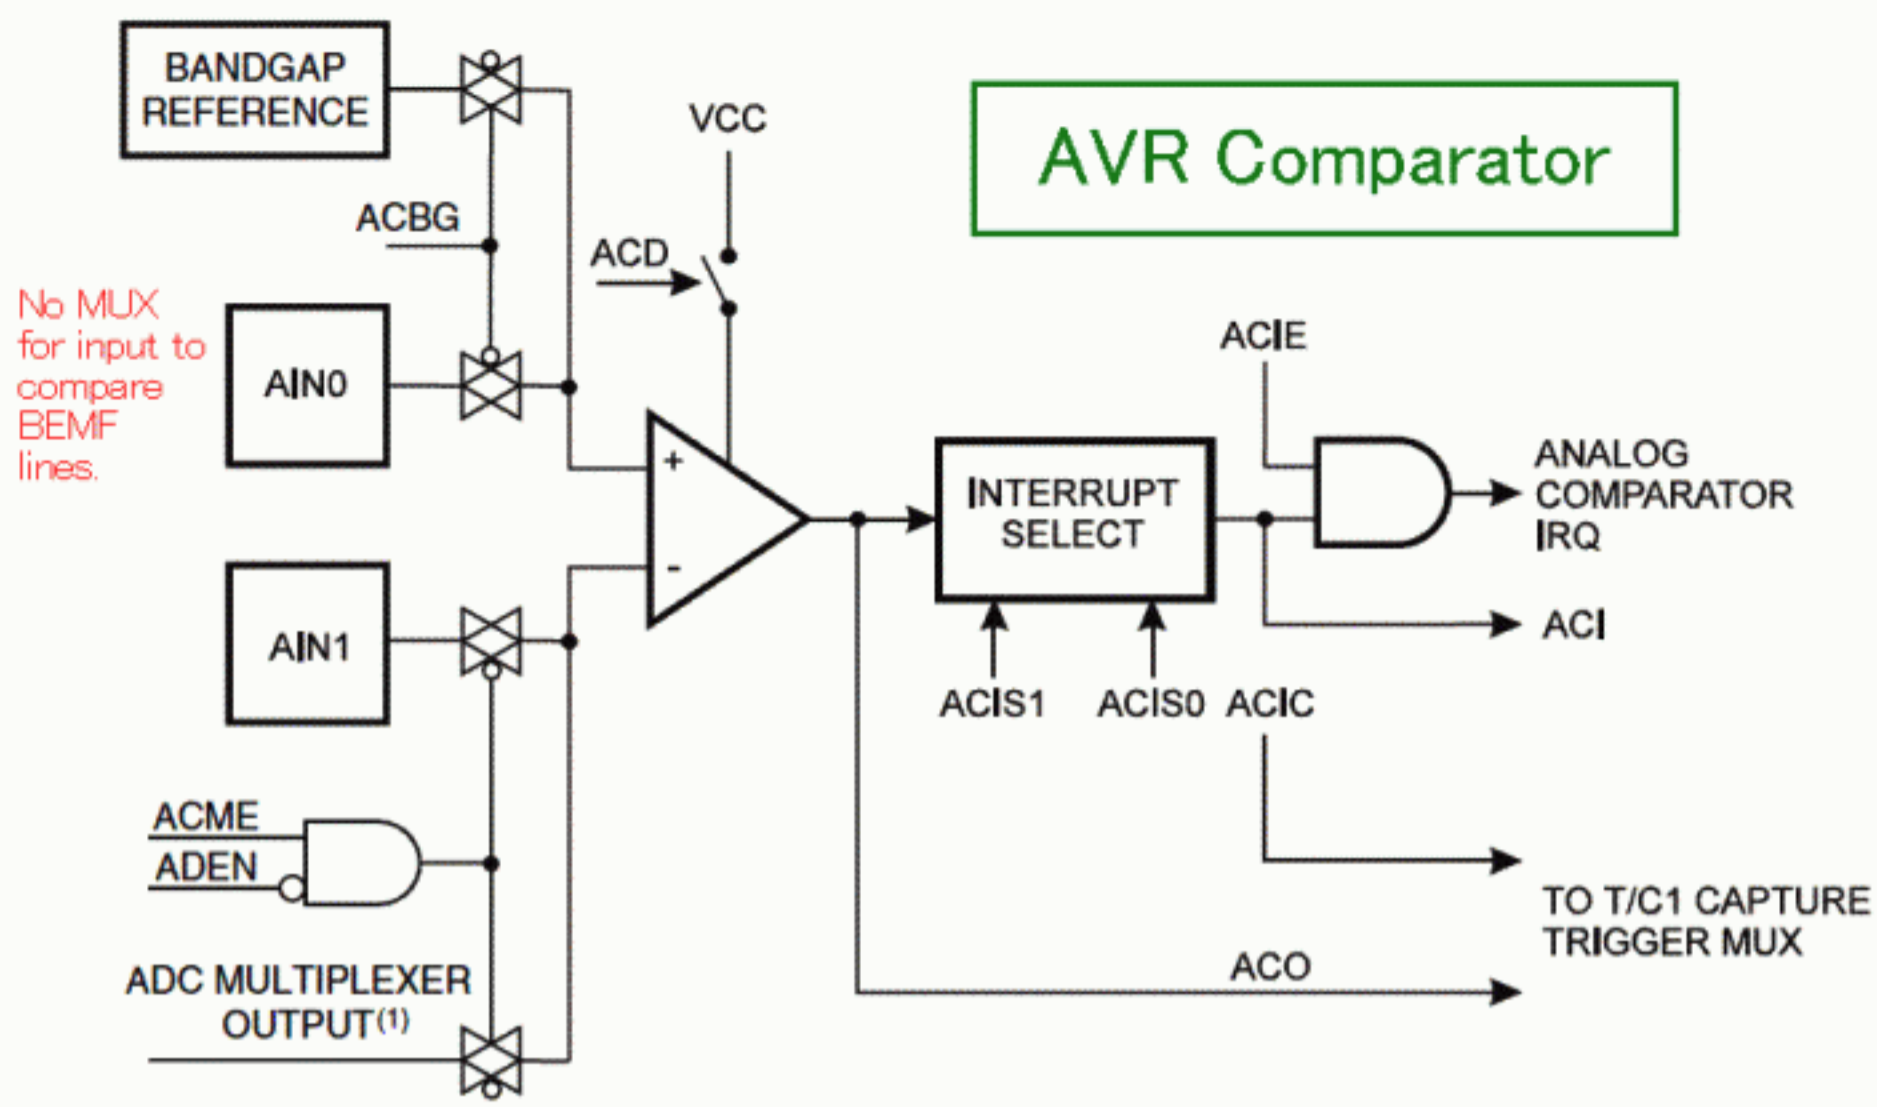 BANDGAP
REFERENCE
VCC
AVR Comparator
ACBG
ACD
No MUX
for input to
compare
BEMF
lines.
AIN0
ACIE
+
-
INTERRUPT
SELECT
ANALOG
COMPARATOR
IRQ
AIN1
ACI
ACIS1
ACIS0
ACIC
ACME
ADEN
TO T/C1 CAPTURE
TRIGGER MUX
ADC MULTIPLEXER
OUTPUT(1)
ACO